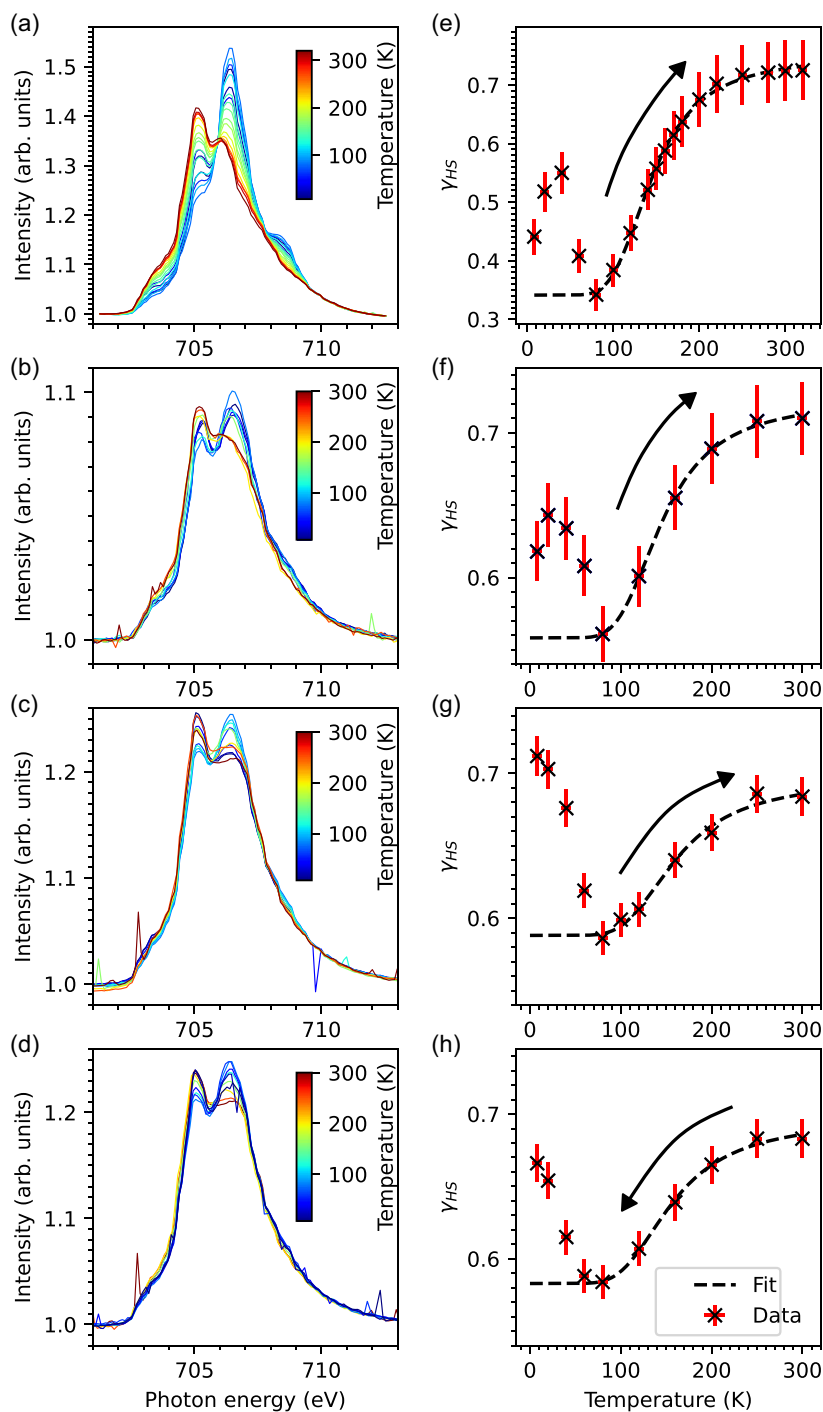 (a)
Intensity (arb. units)
1.5
1.4
1.3
1.2
1.1
1.0
705
710
300
200
100
Temperature (K)
(e)
γHS
0.7
0.6
0.5
0.4
0.3
0
100
200
300
(b)
Intensity (arb. units)
1.1
1.0
705
710
300
200
100
Temperature (K)
(f)
γHS
0.7
0.6
0
100
200
300
(c)
Intensity (arb. units)
1.2
1.1
1.0
705
710
300
200
100
Temperature (K)
(g)
γHS
0.7
0.6
0
100
200
300
(d)
Intensity (arb. units)
1.2
1.1
1.0
705
710
Photon energy (eV)
300
200
100
Temperature (K)
(h)
γHS
0.7
0.6
0
100
200
300
Temperature (K)
Fit
Data